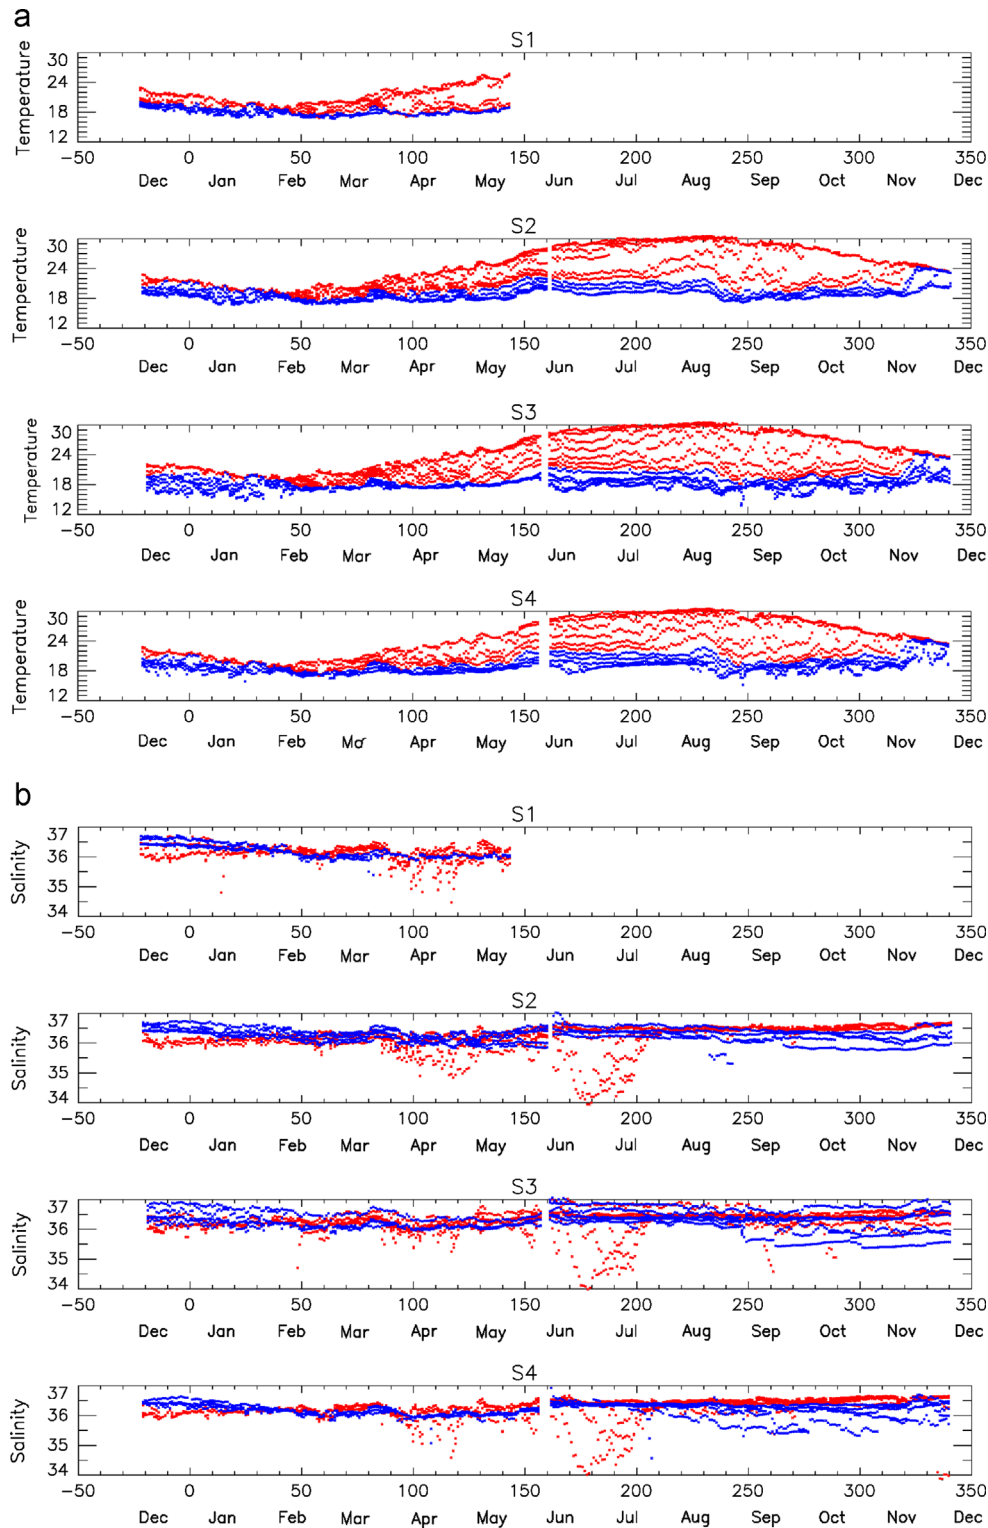 a
S1
Temperature
30
24
18
12
-50 0 50 100 150 200 250 300 350
Dec Jan Feb Mar Apr May Jun Jul Aug Sep Oct Nov Dec
S2
Temperature
30
24
18
12
-50 0 50 100 150 200 250 300 350
Dec Jan Feb Mar Apr May Jun Jul Aug Sep Oct Nov Dec
S3
Temperature
30
24
18
12
-50 0 50 100 150 200 250 300 350
Dec Jan Feb Mar Apr May Jun Jul Aug Sep Oct Nov Dec
S4
Temperature
30
24
18
12
-50 0 50 100 150 200 250 300 350
Dec Jan Feb Mar Apr May Jun Jul Aug Sep Oct Nov Dec
b
S1
Salinity
37
36
35
34
-50 0 50 100 150 200 250 300 350
Dec Jan Feb Mar Apr May Jun Jul Aug Sep Oct Nov Dec
S2
Salinity
37
36
35
34
-50 0 50 100 150 200 250 300 350
Dec Jan Feb Mar Apr May Jun Jul Aug Sep Oct Nov Dec
S3
Salinity
37
36
35
34
-50 0 50 100 150 200 250 300 350
Dec Jan Feb Mar Apr May Jun Jul Aug Sep Oct Nov Dec
S4
Salinity
37
36
35
34
-50 0 50 100 150 200 250 300 350
Dec Jan Feb Mar Apr May Jun Jul Aug Sep Oct Nov Dec